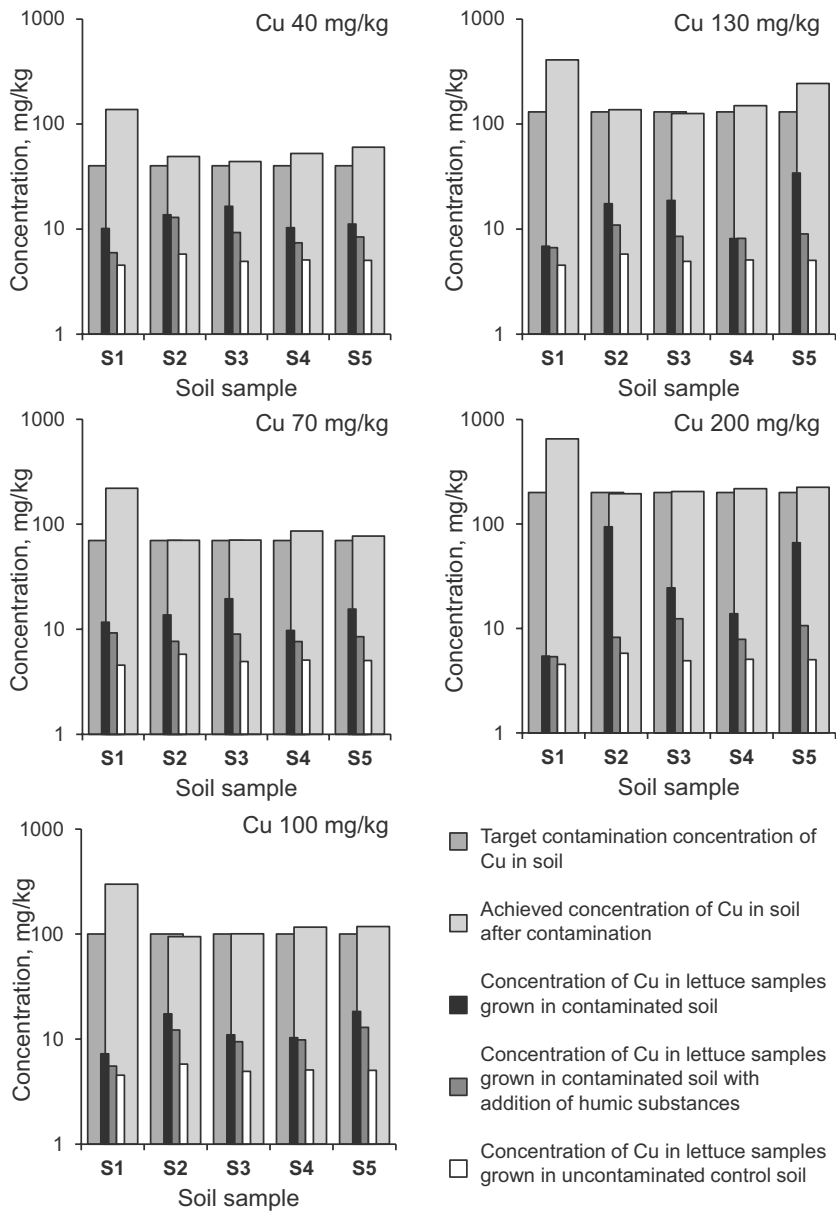 Cu 40 mg/kg
Concentration, mg/kg
1000
100
10
1
S1 S2 S3 S4 S5
Soil sample
Cu 130 mg/kg
Concentration, mg/kg
1000
100
10
1
S1 S2 S3 S4 S5
Soil sample
Cu 70 mg/kg
Concentration, mg/kg
1000
100
10
1
S1 S2 S3 S4 S5
Soil sample
Cu 200 mg/kg
Concentration, mg/kg
1000
100
10
1
S1 S2 S3 S4 S5
Soil sample
Cu 100 mg/kg
Concentration, mg/kg
1000
100
10
1
S1 S2 S3 S4 S5
Soil sample
Target contamination concentration of
Cu in soil
Achieved concentration of Cu in soil
after contamination
Concentration of Cu in lettuce samples
grown in contaminated soil
Concentration of Cu in lettuce samples
grown in contaminated soil with
addition of humic substances
Concentration of Cu in lettuce samples
grown in uncontaminated control soil